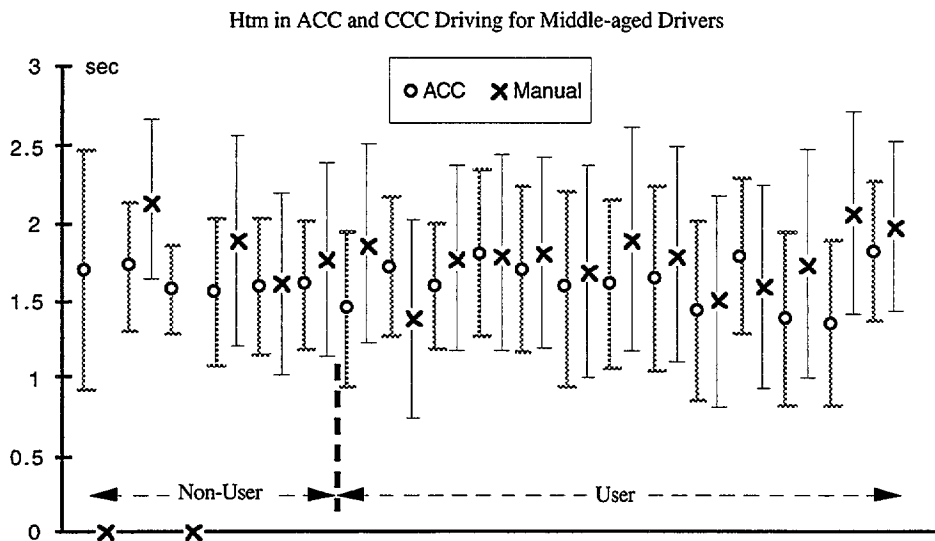 Htm in ACC and CCC Driving for Middle-aged Drivers
3 sec
ACC Manual
2.5
2
1.5
1
0.5
Non-User User
0